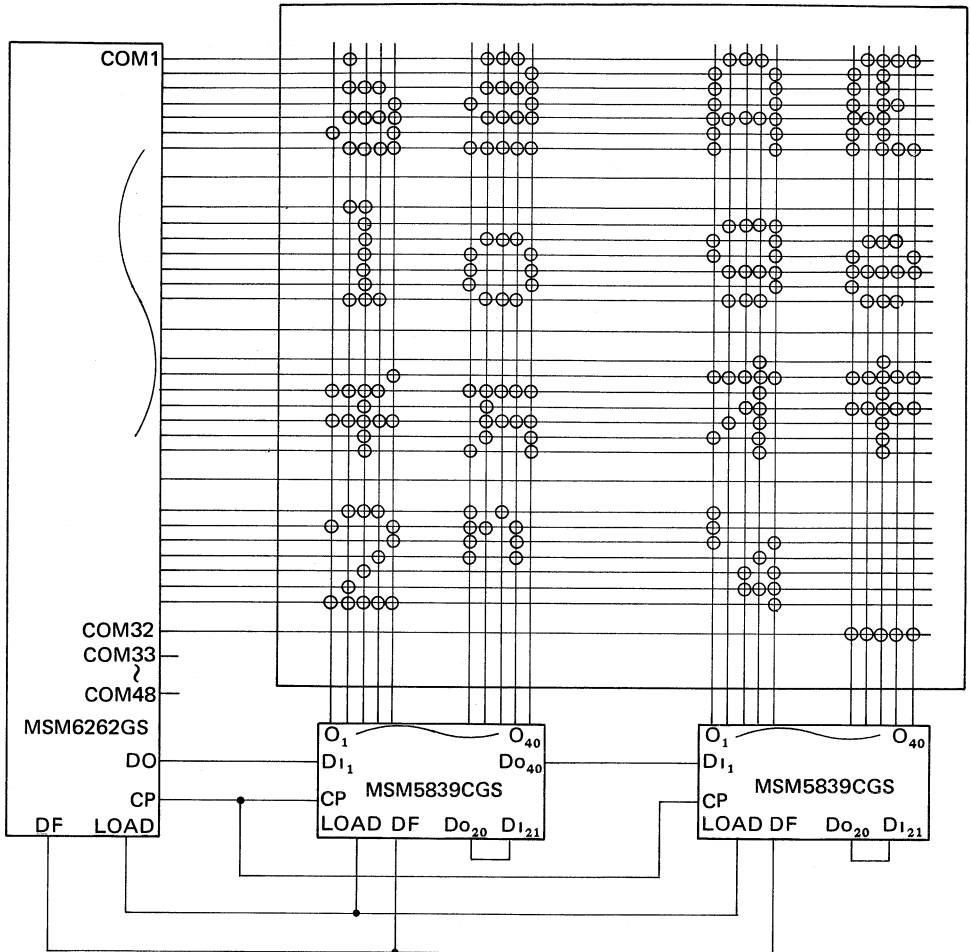 COM1
COM32
COM33
~
COM48
MSM6262GS
DO
CP
DF LOAD
O1 O40
DI1 DO40
MSM5839CGS
CP
LOAD DF DO20 DI21
O1 O40
DI1
MSM5839CGS
CP
LOAD DF DO20 DI21